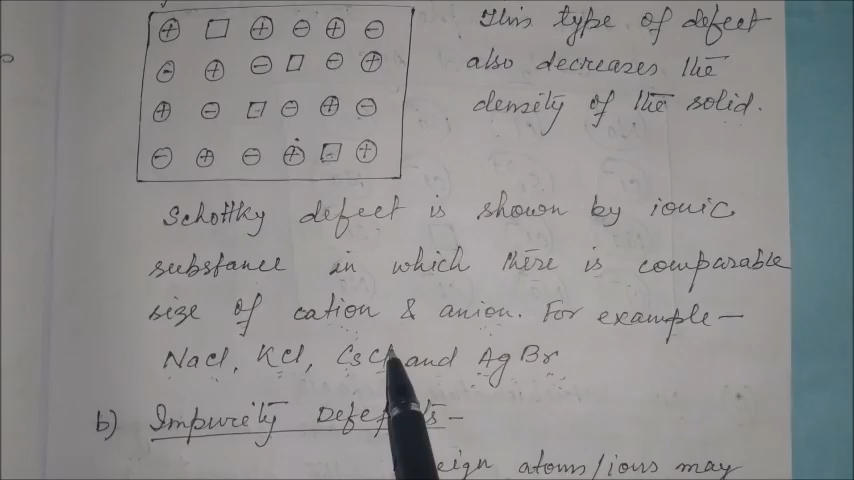 ⊕ □ ⊕ ⊖ ⊕ ⊖
⊖ ⊕ ⊖ □ ⊖ ⊕
⊕ ⊖ □ ⊖ ⊕ ⊖
⊖ ⊕ ⊖ ⊕ □ ⊕
This type of defect
also decreases the
density of the solid.
Schottky defect is shown by ionic
substance in which there is comparable
size of cation & anion. For example—
NaCl, KCl, CsCl and AgBr
b) Impurity Defects—
atoms/ions may